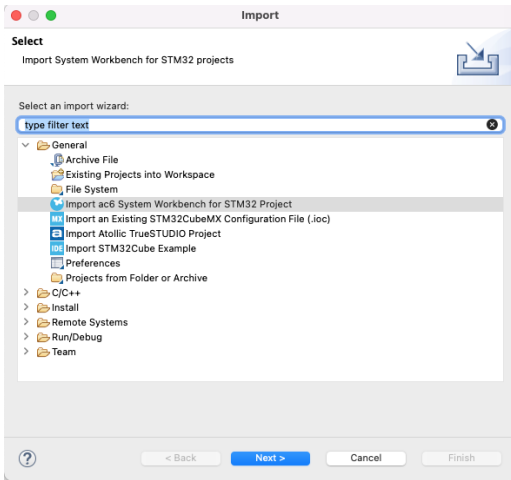 Import
Select
Import System Workbench for STM32 projects
Select an import wizard:
type filter text
General
Archive File
Existing Projects into Workspace
File System
Import ac6 System Workbench for STM32 Project
MX Import an Existing STM32CubeMX Configuration File (.ioc)
a Import Atollic TrueSTUDIO Project
IDE Import STM32Cube Example
Preferences
Projects from Folder or Archive
C/C++
Install
Remote Systems
Run/Debug
Team
? < Back Next > Cancel Finish